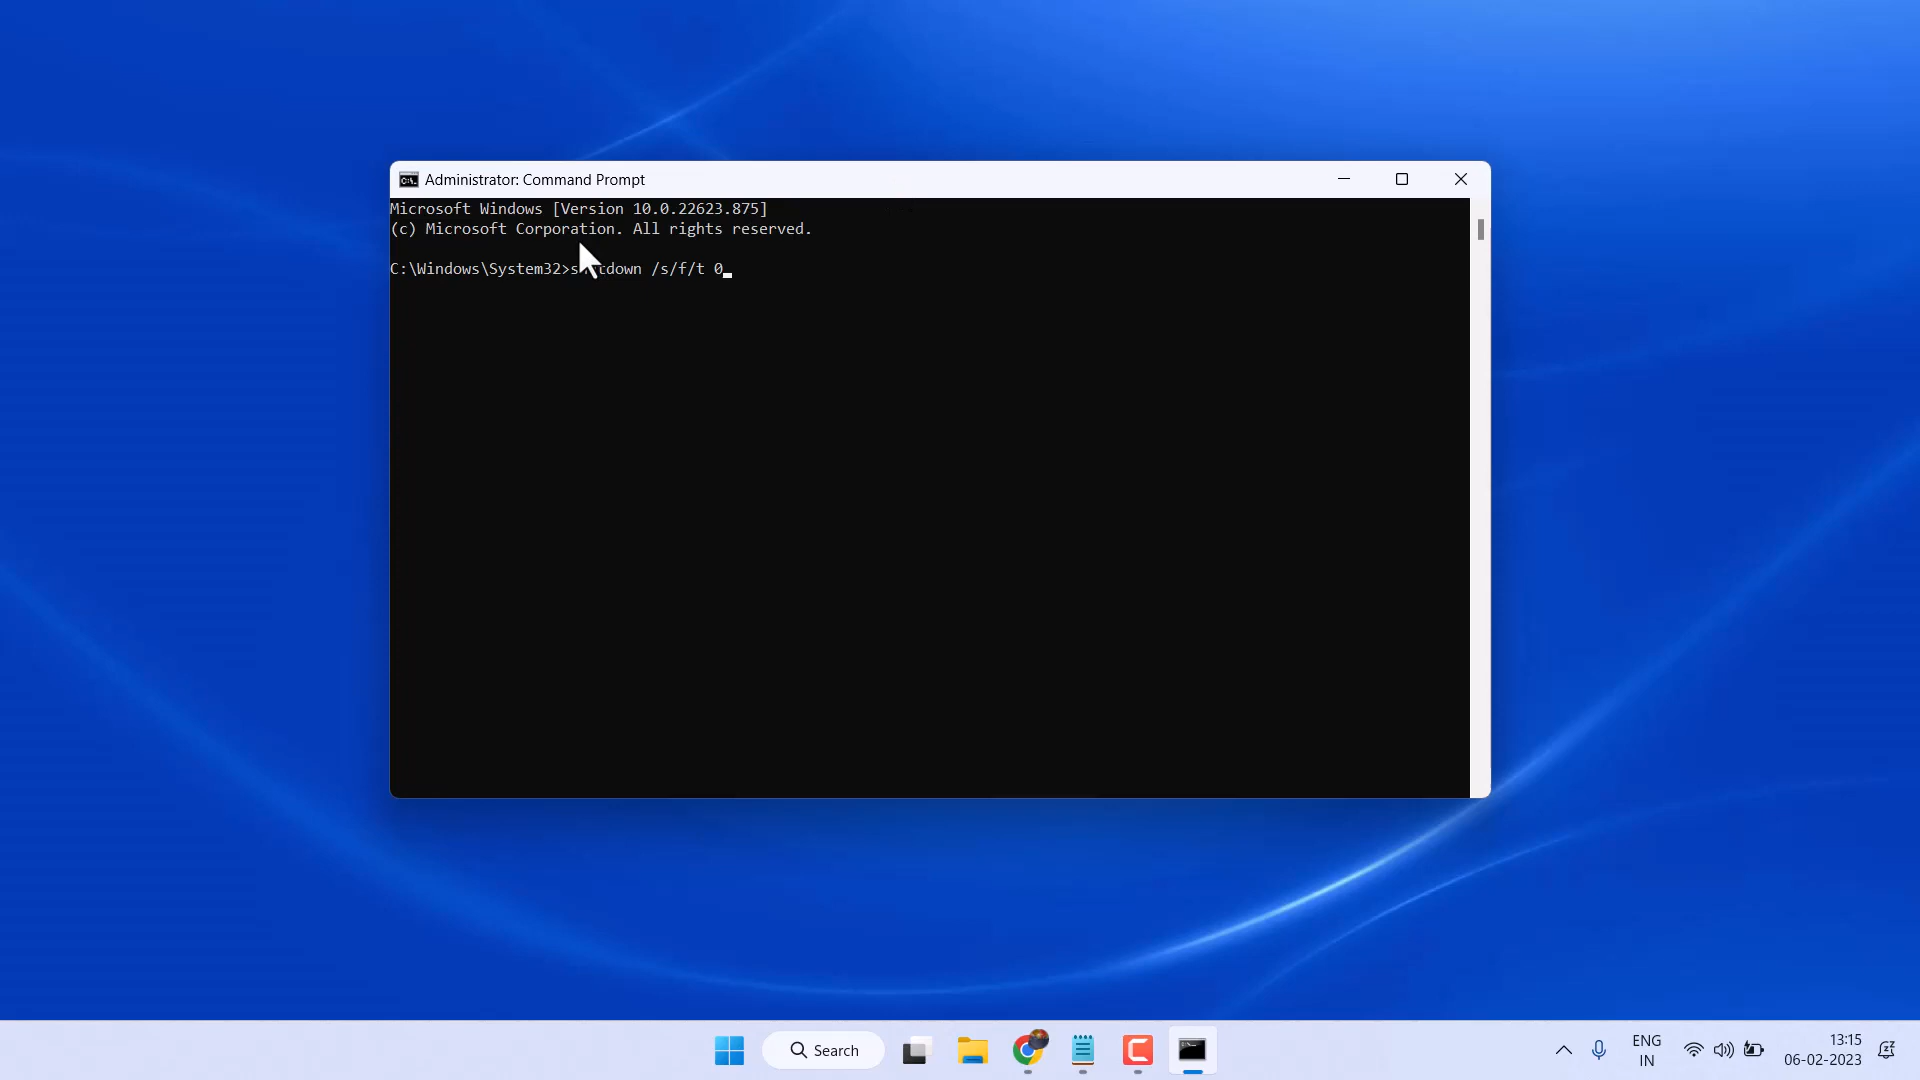 Administrator: Command Prompt
Microsoft Windows [Version 10.0.22623.875]
(c) Microsoft Corporation. All rights reserved.
C:\Windows\System32>shutdown /s/f/t 0
Search
ENG
IN
13:15
06-02-2023